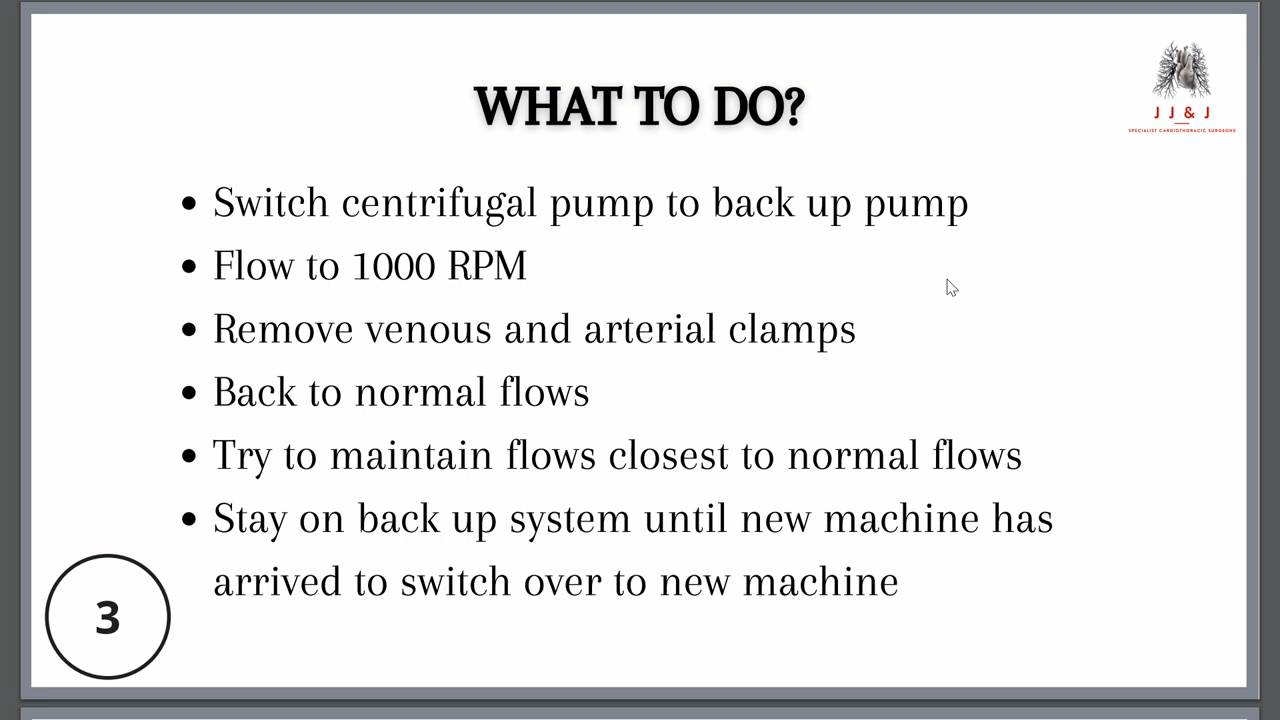 WHAT TO DO?
JJ & J
SPECIALIST CARDIOTHORACIC SURGEONS
• Switch centrifugal pump to back up pump
• Flow to 1000 RPM
• Remove venous and arterial clamps
• Back to normal flows
• Try to maintain flows closest to normal flows
• Stay on back up system until new machine has
arrived to switch over to new machine
3